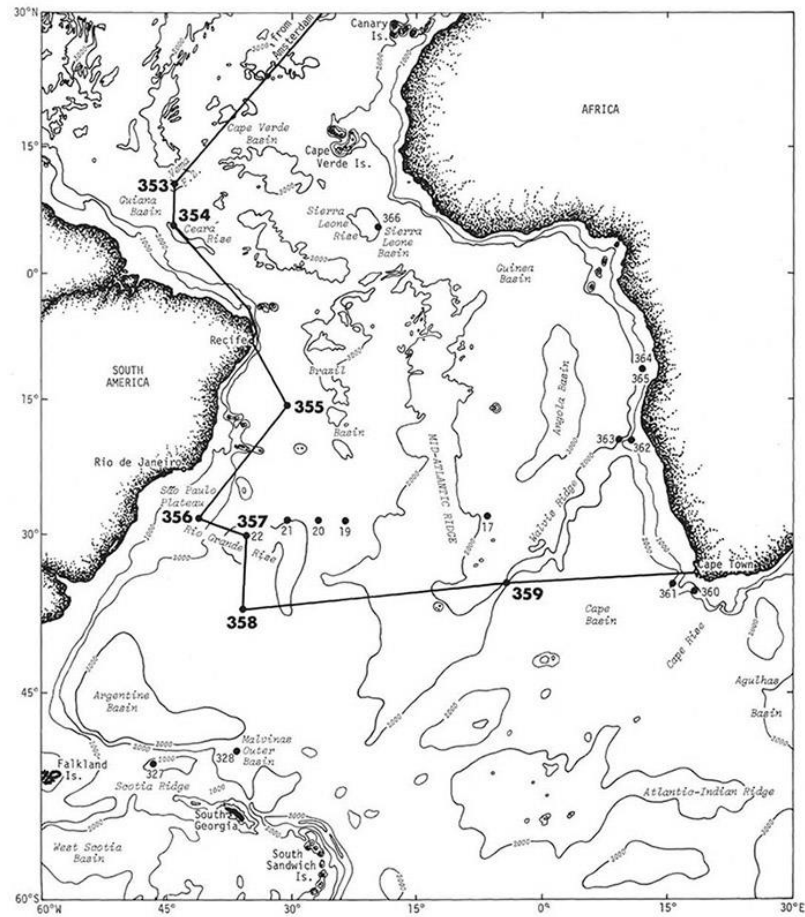 30°N
from
Amsterdam
Canary
Is.
AFRICA
Cape Verde
Basin
15°
Cape
Verde Is.
Vema
F.Z.
353
Guiana
Basin
354
Ceara
Rise
Sierra
Leone
Rise
366
Sierra
Leone
Basin
Guinea
Basin
0°
Recife
SOUTH
AMERICA
Brazil
Basin
355
364
365
Angola Basin
15°
MID-ATLANTIC RIDGE
363
362
Rio de Janeiro
São Paulo
Plateau
Walvis Ridge
356
357
22
21
20
19
17
30°
Rio Grande Rise
Cape Town
358
359
361
360
Cape
Basin
Cape Rise
45°
Argentine
Basin
Agulhas
Basin
Malvinas
Outer
Basin
328
Falkland
Is.
327
Scotia Ridge
South
Georgia
Atlantic-Indian Ridge
West Scotia
Basin
South
Sandwich
Is.
60°S
60°W
45°
30°
15°
0°
15°
30°E